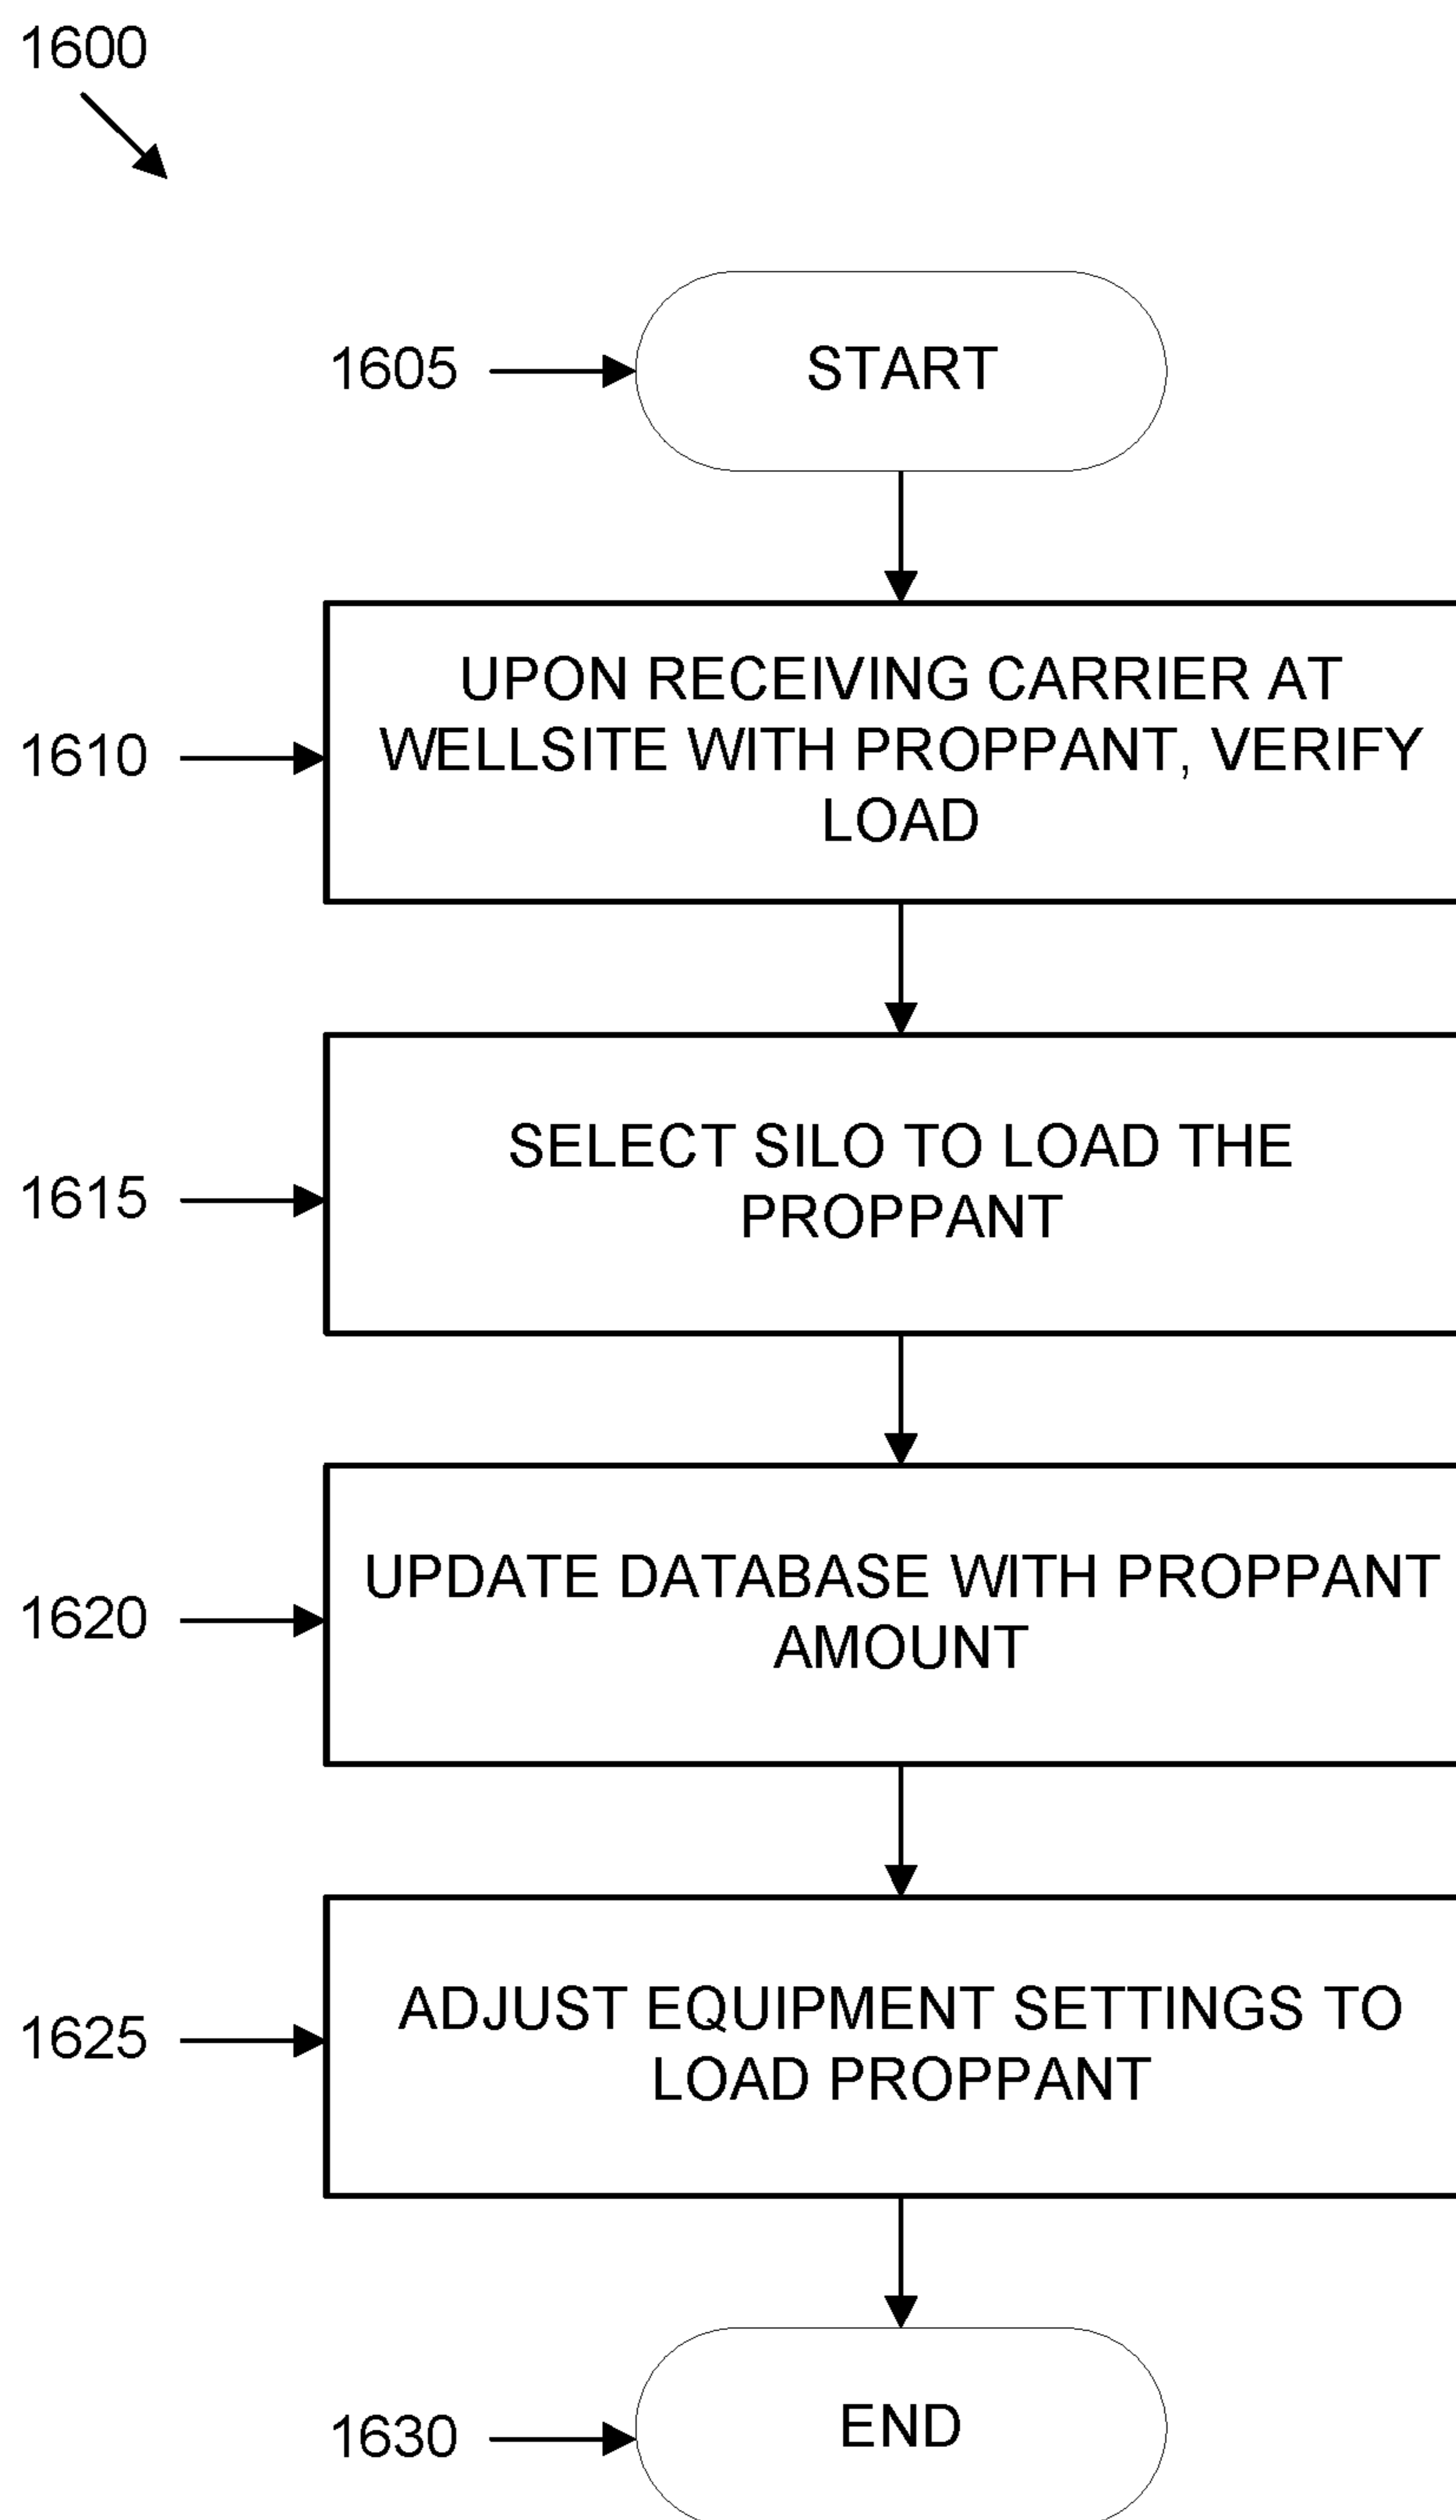 1600
1605
START
UPON RECEIVING CARRIER AT
WELLSITE WITH PROPPANT, VERIFY
LOAD
1610
SELECT SILO TO LOAD THE
PROPPANT
1615
UPDATE DATABASE WITH PROPPANT
AMOUNT
1620
ADJUST EQUIPMENT SETTINGS TO
LOAD PROPPANT
1625
1630
END